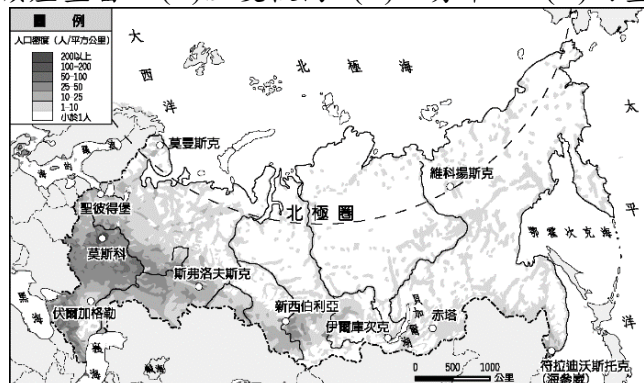 ■ 例
人口密度 (人/平方公里)
200以上
100-200
50-100
25-50
10-25
1-10
小於1人
大
西
洋
北極海
太
平
洋
莫曼斯克
維科揚斯克
聖彼得堡
北極圈
鄂霍次克海
莫斯科
斯弗洛夫斯克
新西伯利亞
貝加爾湖
赤塔
伊爾庫次克
伏爾加格勒
黑海
裏海
鹹海
0 500 1000
公里
符拉迪沃斯托克
(海參崴)